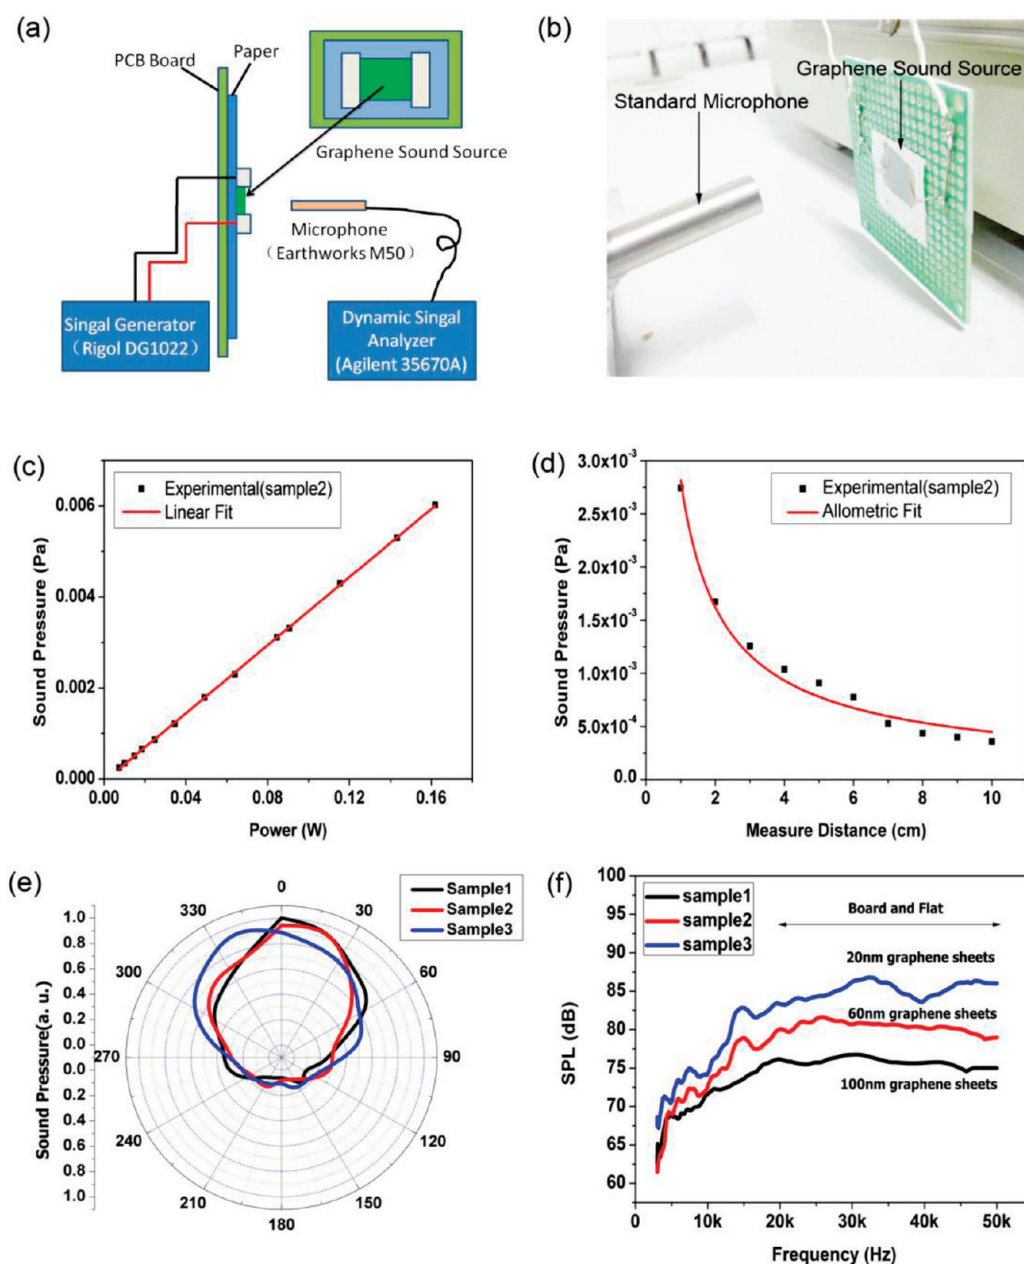 (a)
PCB Board
Paper
Graphene Sound Source
Microphone
（Earthworks M50）
Singal Generator
（Rigol DG1022）
Dynamic Singal
Analyzer
(Agilent 35670A)
(b)
Graphene Sound Source
Standard Microphone
(c)
Experimental(sample2)
Linear Fit
0.006
0.004
0.002
0.000
Sound Pressure (Pa)
0.00 0.04 0.08 0.12 0.16
Power (W)
(d)
Experimental(sample2)
Allometric Fit
3.0x10⁻³
2.5x10⁻³
2.0x10⁻³
1.5x10⁻³
1.0x10⁻³
5.0x10⁻⁴
0.0
Sound Pressure (Pa)
0 2 4 6 8 10
Measure Distance (cm)
(e)
Sample1
Sample2
Sample3
0
30
60
90
120
150
180
210
240
270
300
330
1.0
0.8
0.6
0.4
0.2
0.0
0.0
0.2
0.4
0.6
0.8
1.0
Sound Pressure(a. u.)
(f)
sample1
sample2
sample3
Board and Flat
20nm graphene sheets
60nm graphene sheets
100nm graphene sheets
100
95
90
85
80
75
70
65
60
SPL (dB)
0 10k 20k 30k 40k 50k
Frequency (Hz)